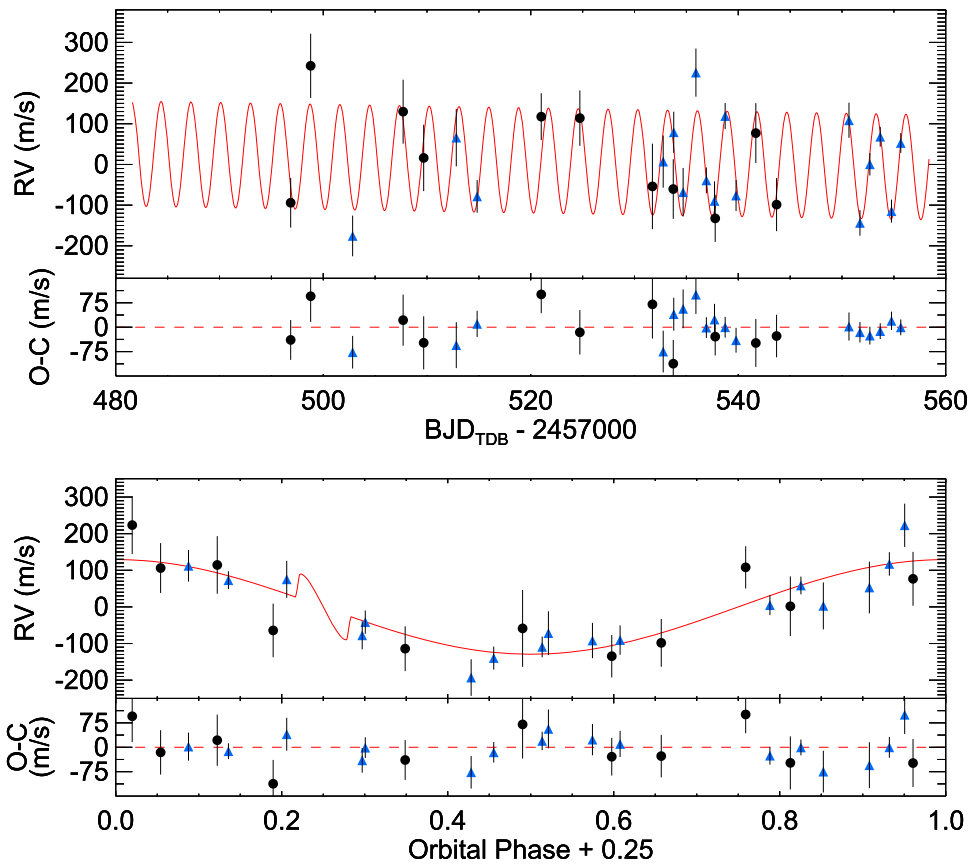 300
200
100
0
-100
-200
RV (m/s)
75
0
-75
O-C (m/s)
480 500 520 540 560
BJD_TDB - 2457000
300
200
100
0
-100
-200
RV (m/s)
75
0
-75
O-C
(m/s)
0.0 0.2 0.4 0.6 0.8 1.0
Orbital Phase + 0.25